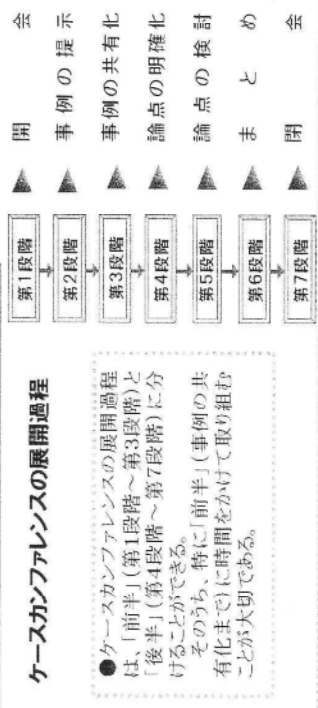 ケースカンファレンスの展開過程
●ケースカンファレンスの展開過程
は、「前半」(第1段階～第3段階)と
「後半」(第4段階～第7段階)に分
けることができる。
そのうち、特に「前半」(事例の共
有化まで)に時間をかけて取り組む
ことが大切である。
第1段階 ▶ 開会
第2段階 ▶ 事例の提示
第3段階 ▶ 事例の共有化
第4段階 ▶ 論点の明確化
第5段階 ▶ 論点の検討
第6段階 ▶ まとめ
第7段階 ▶ 閉会